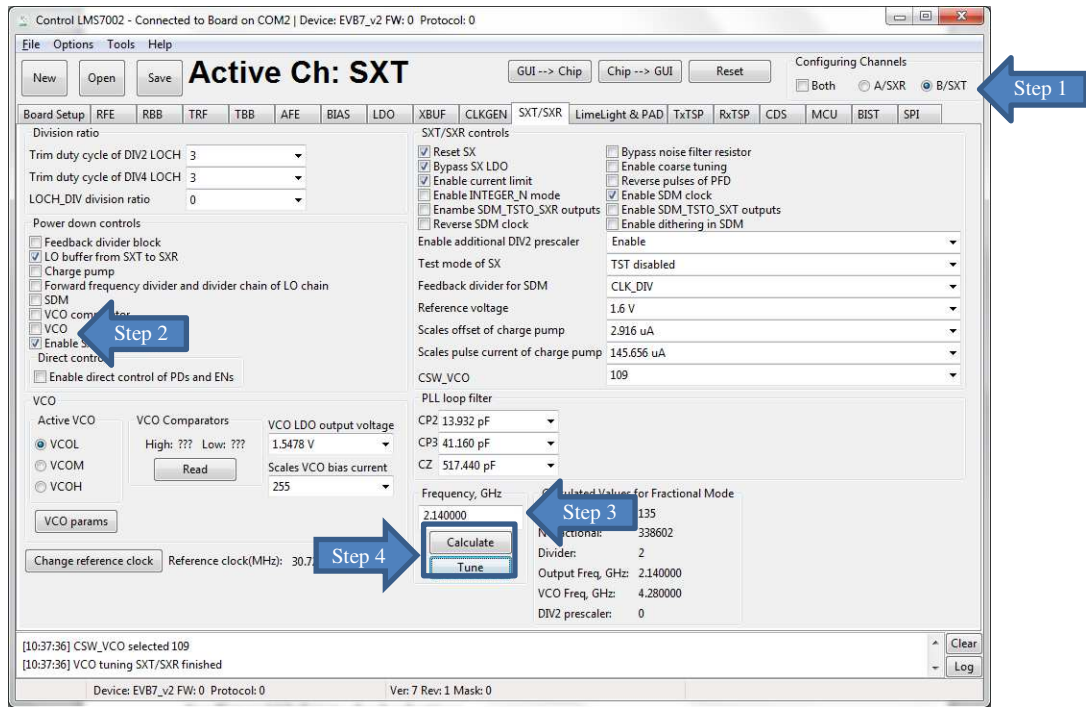 Control LMS7002 - Connected to Board on COM2 | Device: EVB7_v2 FW: 0 Protocol: 0
File Options Tools Help
New Open Save Active Ch: SXT GUI --> Chip Chip --> GUI Reset
Configuring Channels
Both A/SXR B/SXT
Step 1
Board Setup RFE RBB TRF TBB AFE BIAS LDO XBUF CLKGEN SXT/SXR LimeLight & PAD TxTSP RxTSP CDS MCU BIST SPI
Division ratio
Trim duty cycle of DIV2 LOCH 3
Trim duty cycle of DIV4 LOCH 3
LOCH_DIV division ratio 0
Power down controls
Feedback divider block
LO buffer from SXT to SXR
Charge pump
Forward frequency divider and divider chain of LO chain
SDM
VCO
VCO
Step 2
Enable
Direct
Enable direct control of PDs and ENs
VCO
Active VCO
VCOL
VCOM
VCOH
VCO Comparators
High: ??? Low: ???
Read
VCO LDO output voltage
1.5478 V
Scales VCO bias current
255
VCO params
Change reference clock Reference clock(MHz):
SXT/SXR controls
Reset SX
Bypass SX LDO
Enable current limit
Enable INTEGER_N mode
Enambe SDM_TSTO_SXR outputs
Reverse SDM clock
Bypass noise filter resistor
Enable coarse tuning
Reverse pulses of PFD
Enable SDM clock
Enable SDM_TSTO_SXT outputs
Enable dithering in SDM
Enable additional DIV2 prescaler Enable
Test mode of SX TST disabled
Feedback divider for SDM CLK_DIV
Reference voltage 1.6 V
Scales offset of charge pump 2.916 uA
Scales pulse current of charge pump 145.656 uA
CSW_VCO 109
PLL loop filter
CP2 13.932 pF
CP3 41.160 pF
CZ 517.440 pF
Frequency, GHz
2.140000
Calculate
Tune
Step 3
Step 4
Values for Fractional Mode
135
338602
Divider: 2
Output Freq, GHz: 2.140000
VCO Freq, GHz: 4.280000
DIV2 prescaler: 0
[10:37:36] CSW_VCO selected 109
[10:37:36] VCO tuning SXT/SXR finished
Clear
Log
Device: EVB7_v2 FW: 0 Protocol: 0 Ver: 7 Rev: 1 Mask: 0